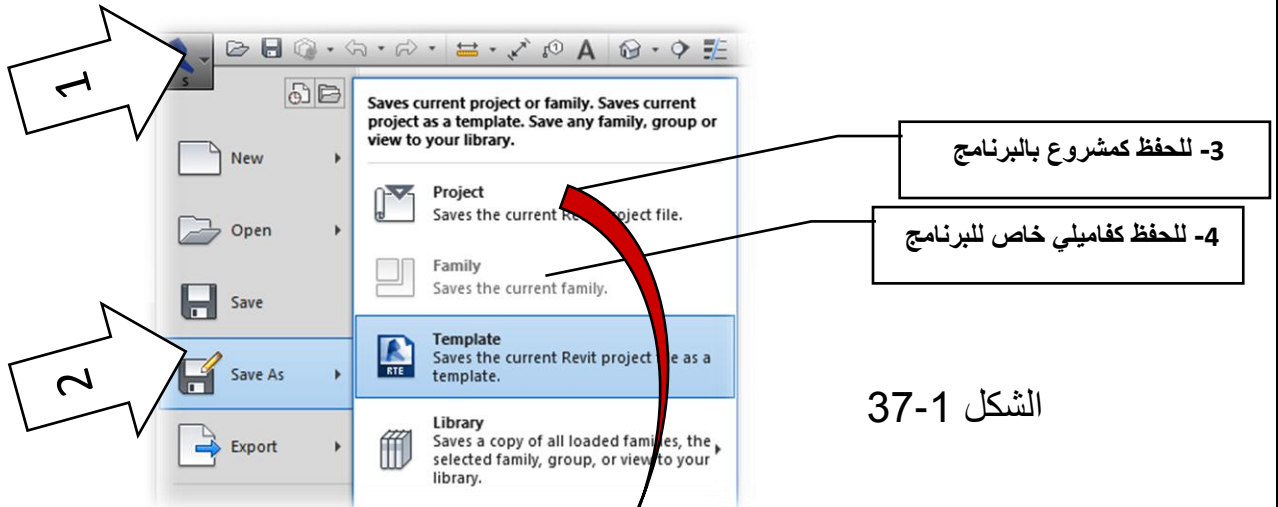 1
S
A
Saves current project or family. Saves current
project as a template. Save any family, group or
view to your library.
New
Project
Saves the current Revit project file.
3- للحفظ كمشروع بالبرنامج
Open
Family
Saves the current family.
4- للحفظ كفاميلي خاص للبرنامج
Save
2
Save As
RTE
Template
Saves the current Revit project file as a
template.
الشكل 1-37
Export
Library
Saves a copy of all loaded families, the
selected family, group, or view to your
library.